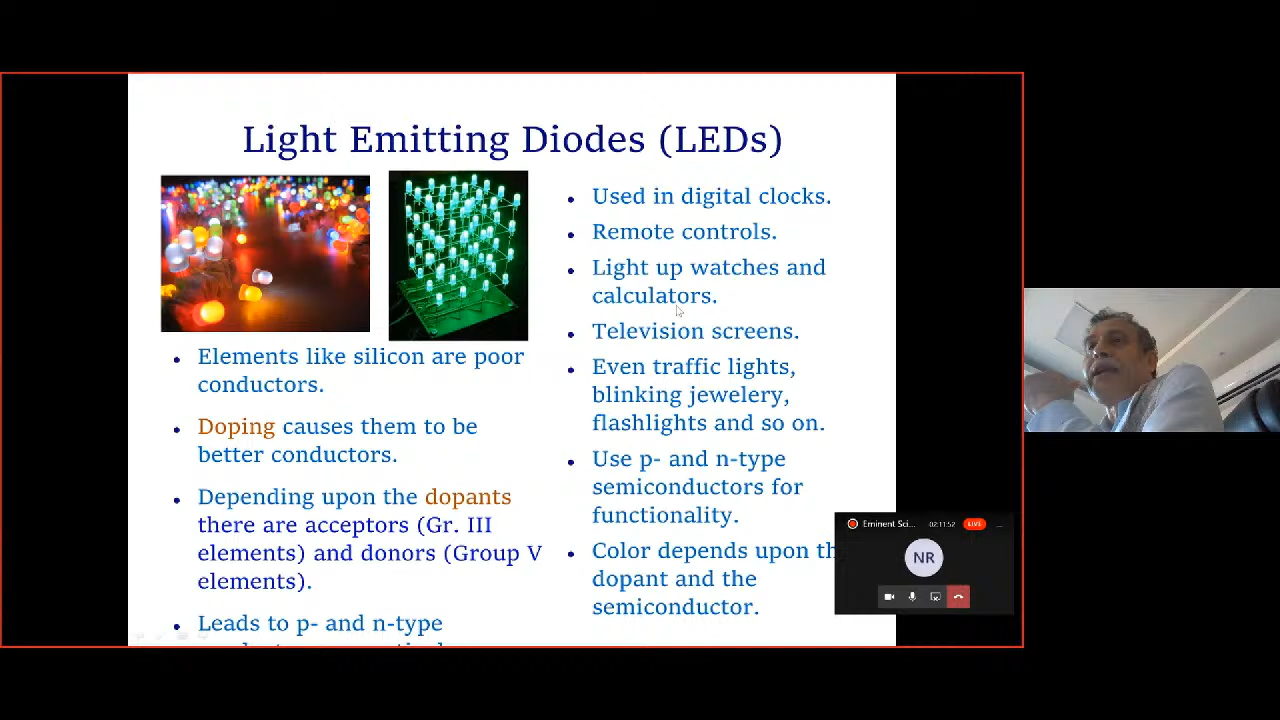 Light Emitting Diodes (LEDs)
Elements like silicon are poor
conductors.
Doping causes them to be
better conductors.
Depending upon the dopants
there are acceptors (Gr. III
elements) and donors (Group V
elements).
Leads to p- and n-type
Used in digital clocks.
Remote controls.
Light up watches and
calculators.
Television screens.
Even traffic lights,
blinking jewelery,
flashlights and so on.
Use p- and n-type
semiconductors for
functionality.
Color depends upon th
dopant and the
semiconductor.
Eminent Sci... 02:11:52 LIVE ...
NR